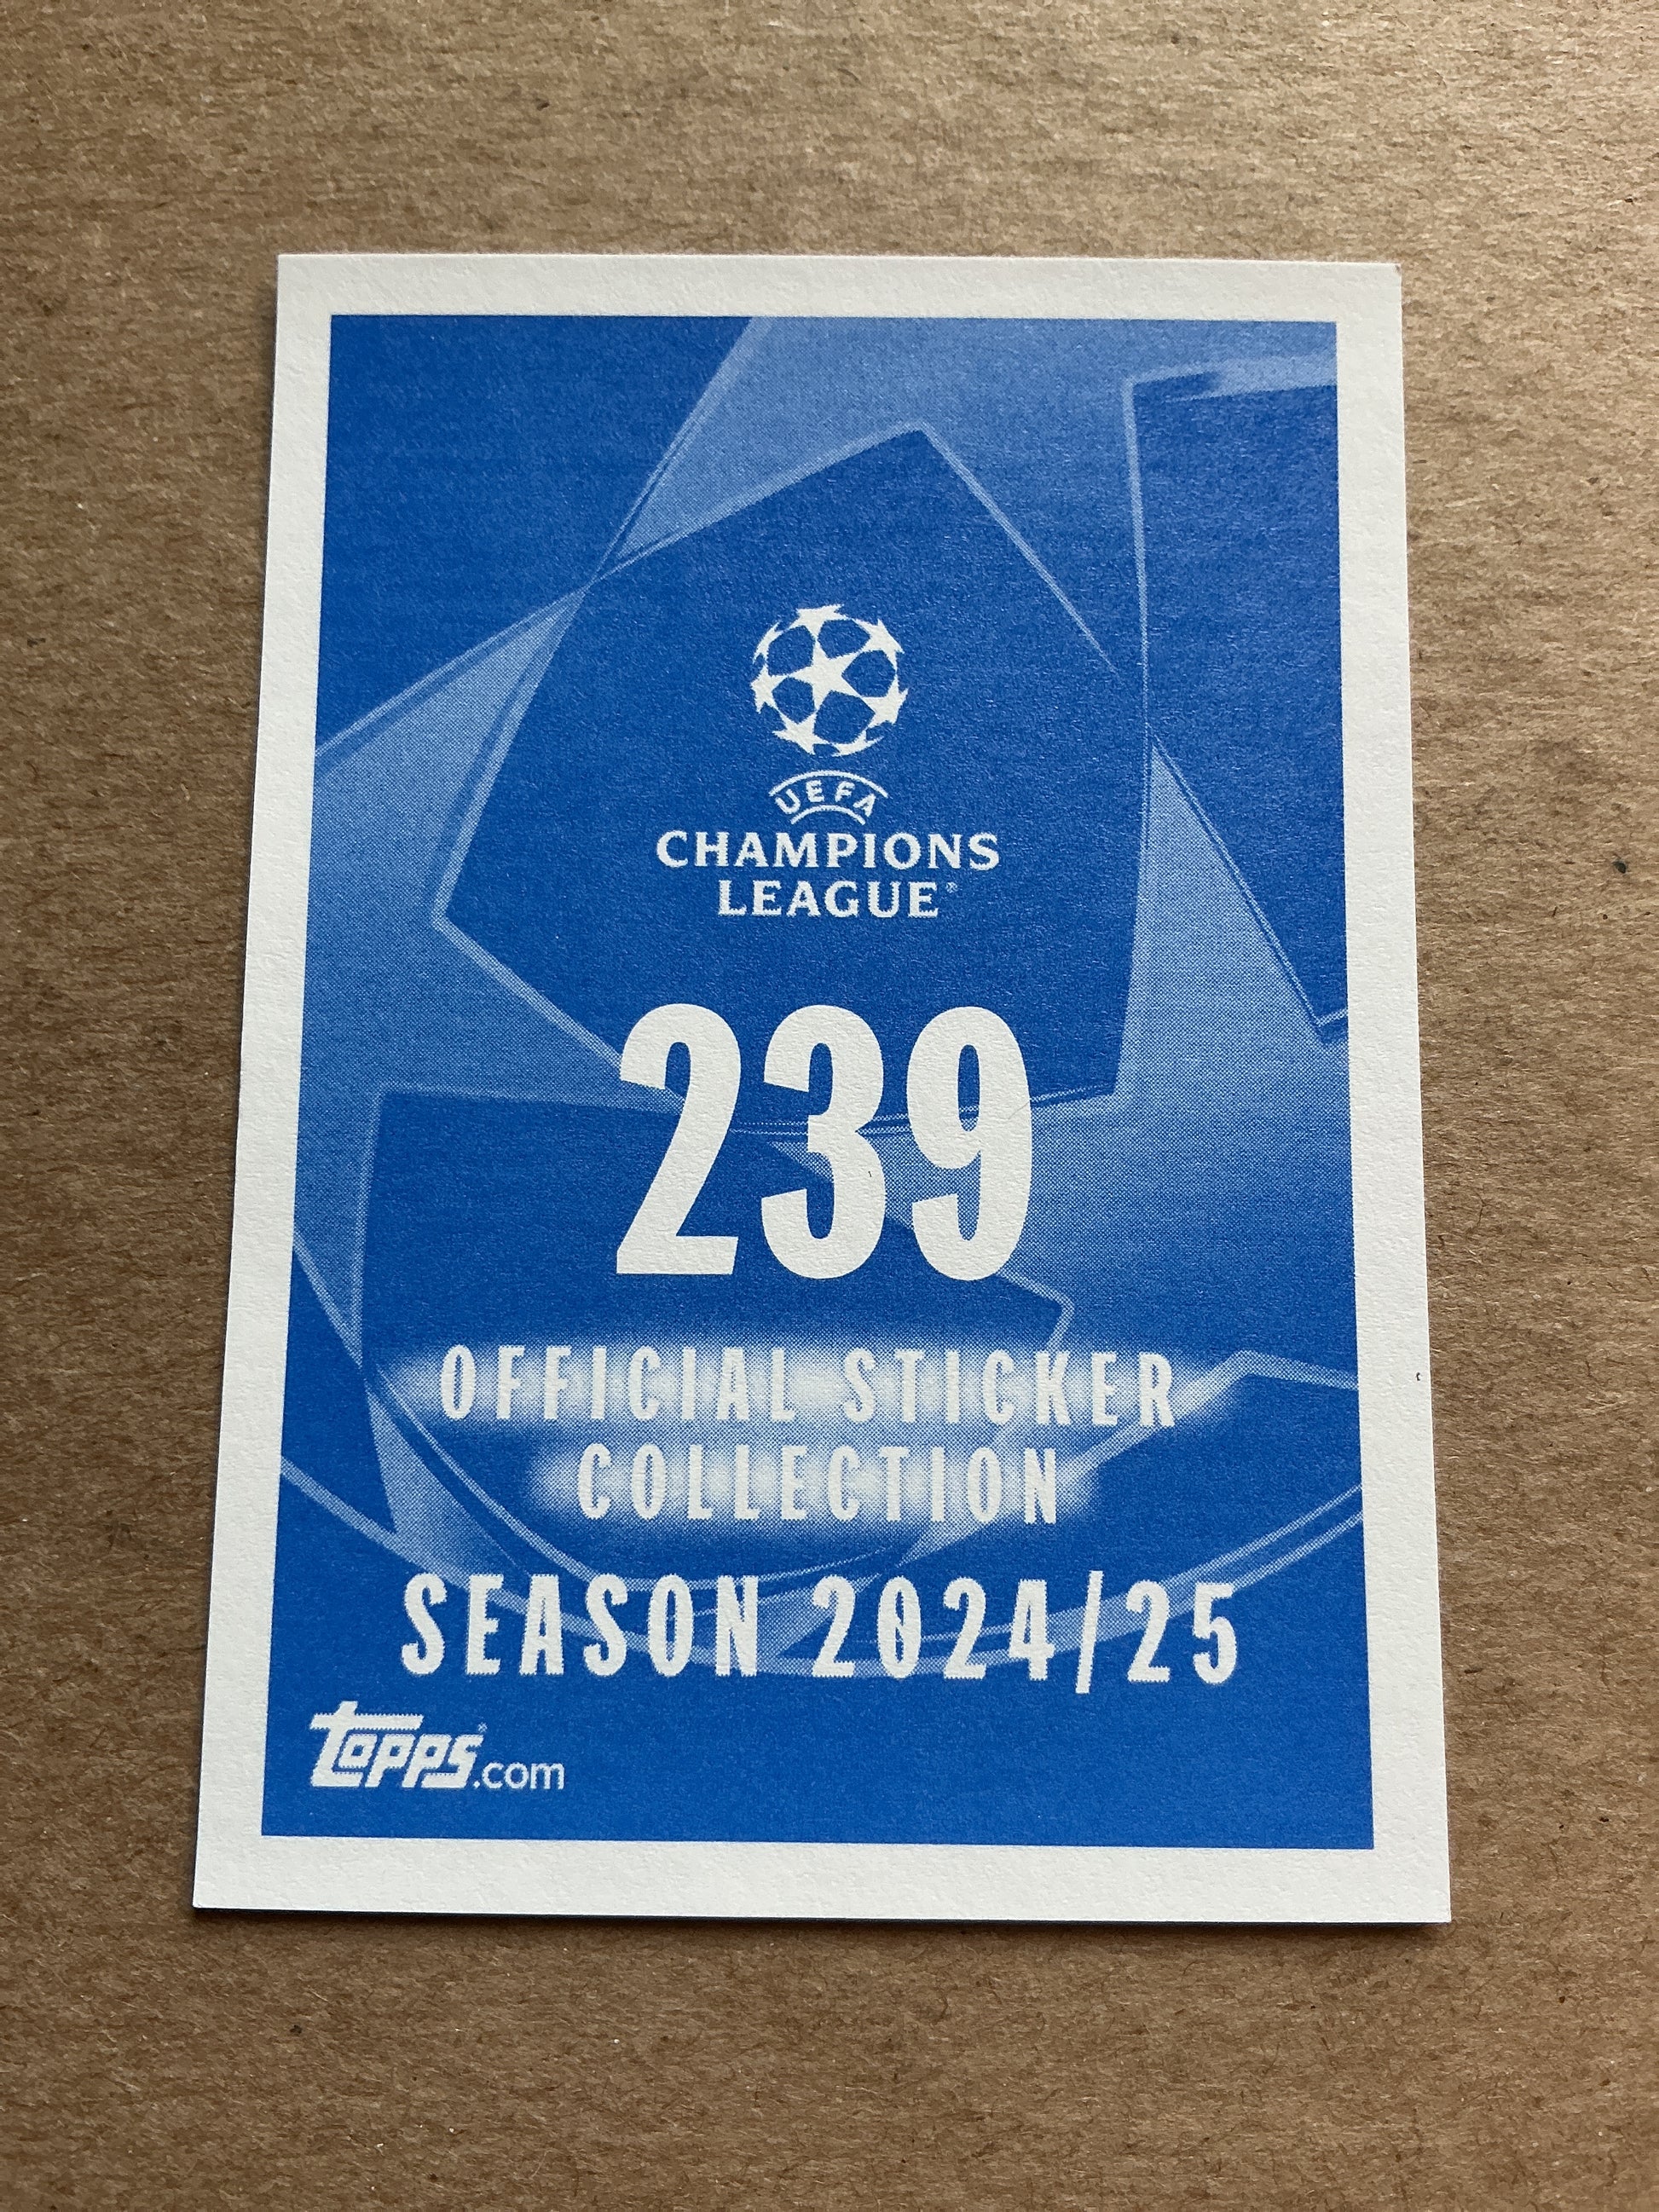 UEFA
CHAMPIONS
LEAGUE®
239
OFFICIAL STICKER
COLLECTION
SEASON 2024/25
topps®.com